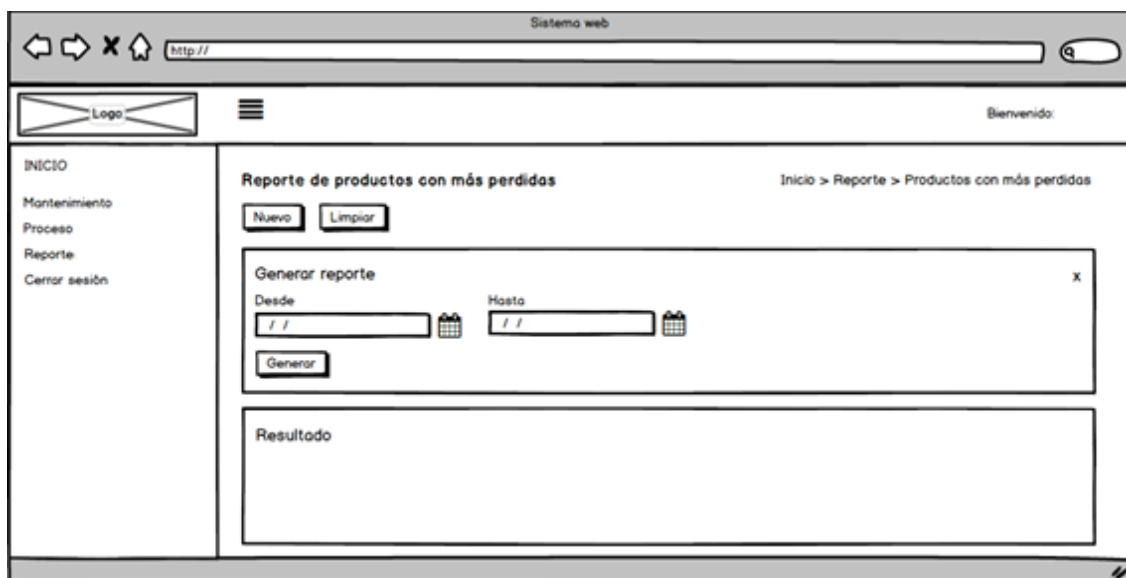 Sistema web
http://
Logo
Bienvenido:
INICIO
Mantenimiento
Proceso
Reporte
Cerrar sesión
Reporte de productos con más perdidas
Inicio > Reporte > Productos con más perdidas
Nuevo
Limpiar
Generar reporte
x
Desde
Hasta
/ /
/ /
Generar
Resultado